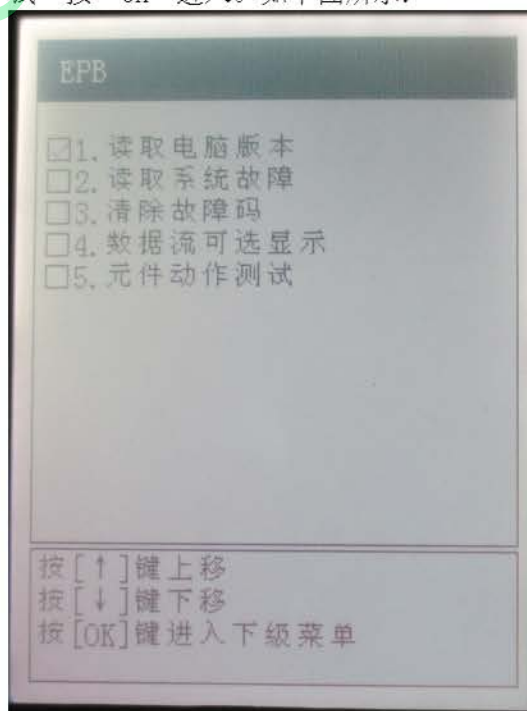 EPB
☑1.读取电脑版本
☐2.读取系统故障
☐3.清除故障码
☐4.数据流可选显示
☐5.元件动作测试
按[↑]键上移
按[↓]键下移
按[OK]键进入下级菜单